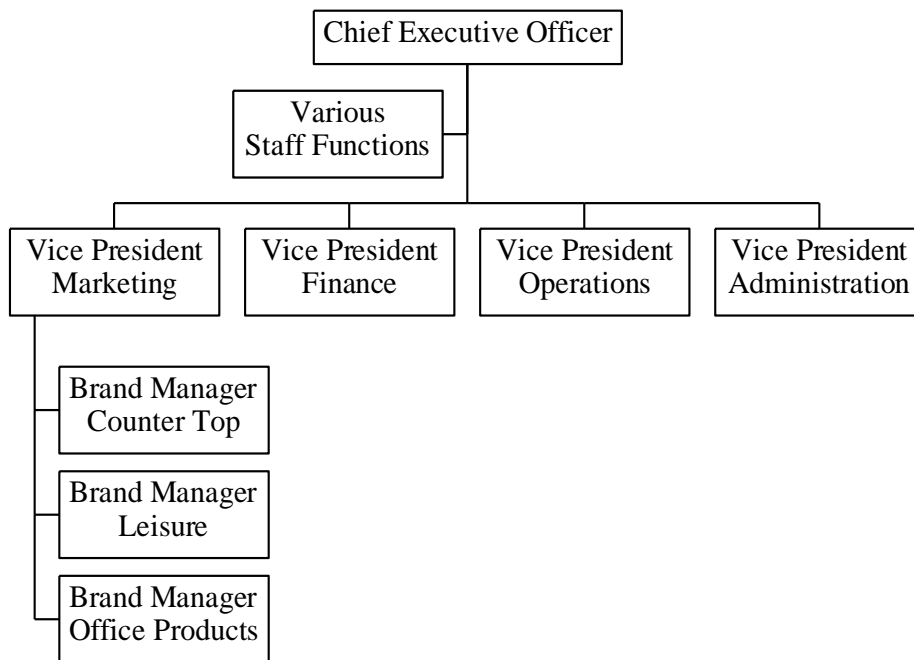 Chief Executive Officer
Various
Staff Functions
Vice President
Marketing
Vice President
Finance
Vice President
Operations
Vice President
Administration
Brand Manager
Counter Top
Brand Manager
Leisure
Brand Manager
Office Products